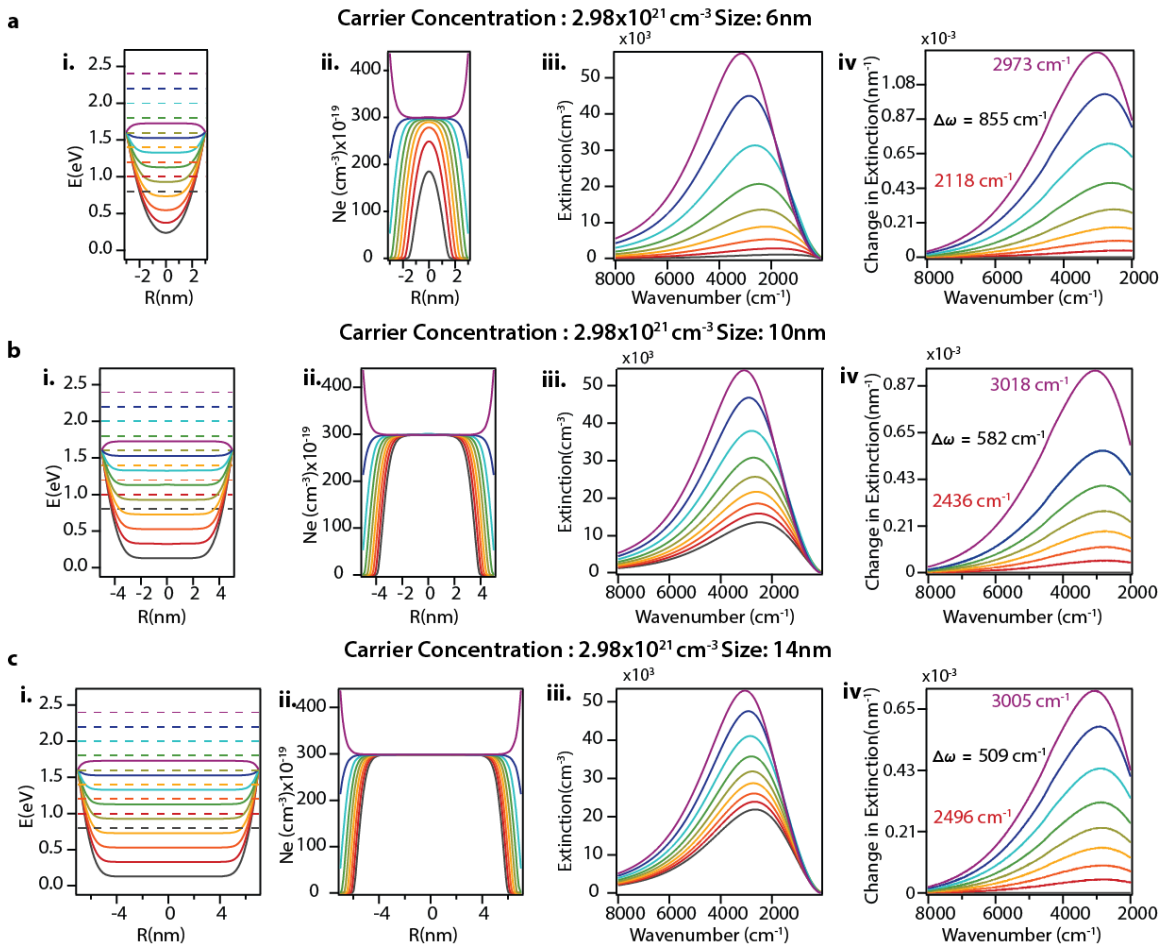 a
Carrier Concentration : 2.98x10²¹ cm⁻³ Size: 6nm
i.
E(eV)
2.5
2.0
1.5
1.0
0.5
0.0
-2 0 2
R(nm)
ii.
Ne (cm⁻³)x10⁻¹⁹
400
300
200
100
0
-2 0 2
R(nm)
iii.
x10³
Extinction(cm⁻³)
50
40
30
20
10
0
8000 6000 4000 2000
Wavenumber (cm⁻¹)
iv
x10⁻³
Change in Extinction(nm⁻¹)
1.08
0.87
0.65
0.43
0.21
0
2973 cm⁻¹
Δω = 855 cm⁻¹
2118 cm⁻¹
8000 6000 4000 2000
Wavenumber (cm⁻¹)
b
Carrier Concentration : 2.98x10²¹ cm⁻³ Size: 10nm
i.
E(eV)
2.5
2.0
1.5
1.0
0.5
0.0
-4 -2 0 2 4
R(nm)
ii.
Ne (cm⁻³)x10⁻¹⁹
400
300
200
100
0
-4 -2 0 2 4
R(nm)
iii.
x10³
Extinction(cm⁻³)
50
40
30
20
10
0
8000 6000 4000 2000
Wavenumber (cm⁻¹)
iv
x10⁻³
Change in Extinction(nm⁻¹)
0.87
0.65
0.43
0.21
0
3018 cm⁻¹
Δω = 582 cm⁻¹
2436 cm⁻¹
8000 6000 4000 2000
Wavenumber (cm⁻¹)
c
Carrier Concentration : 2.98x10²¹ cm⁻³ Size: 14nm
i.
E(eV)
2.5
2.0
1.5
1.0
0.5
0.0
-4 0 4
R(nm)
ii.
Ne (cm⁻³)x10⁻¹⁹
400
300
200
100
0
-4 0 4
R(nm)
iii.
x10³
Extinction(cm⁻³)
50
40
30
20
10
0
8000 6000 4000 2000
Wavenumber (cm⁻¹)
iv
x10⁻³
Change in Extinction(nm⁻¹)
0.65
0.43
0.21
0
3005 cm⁻¹
Δω = 509 cm⁻¹
2496 cm⁻¹
8000 6000 4000 2000
Wavenumber (cm⁻¹)